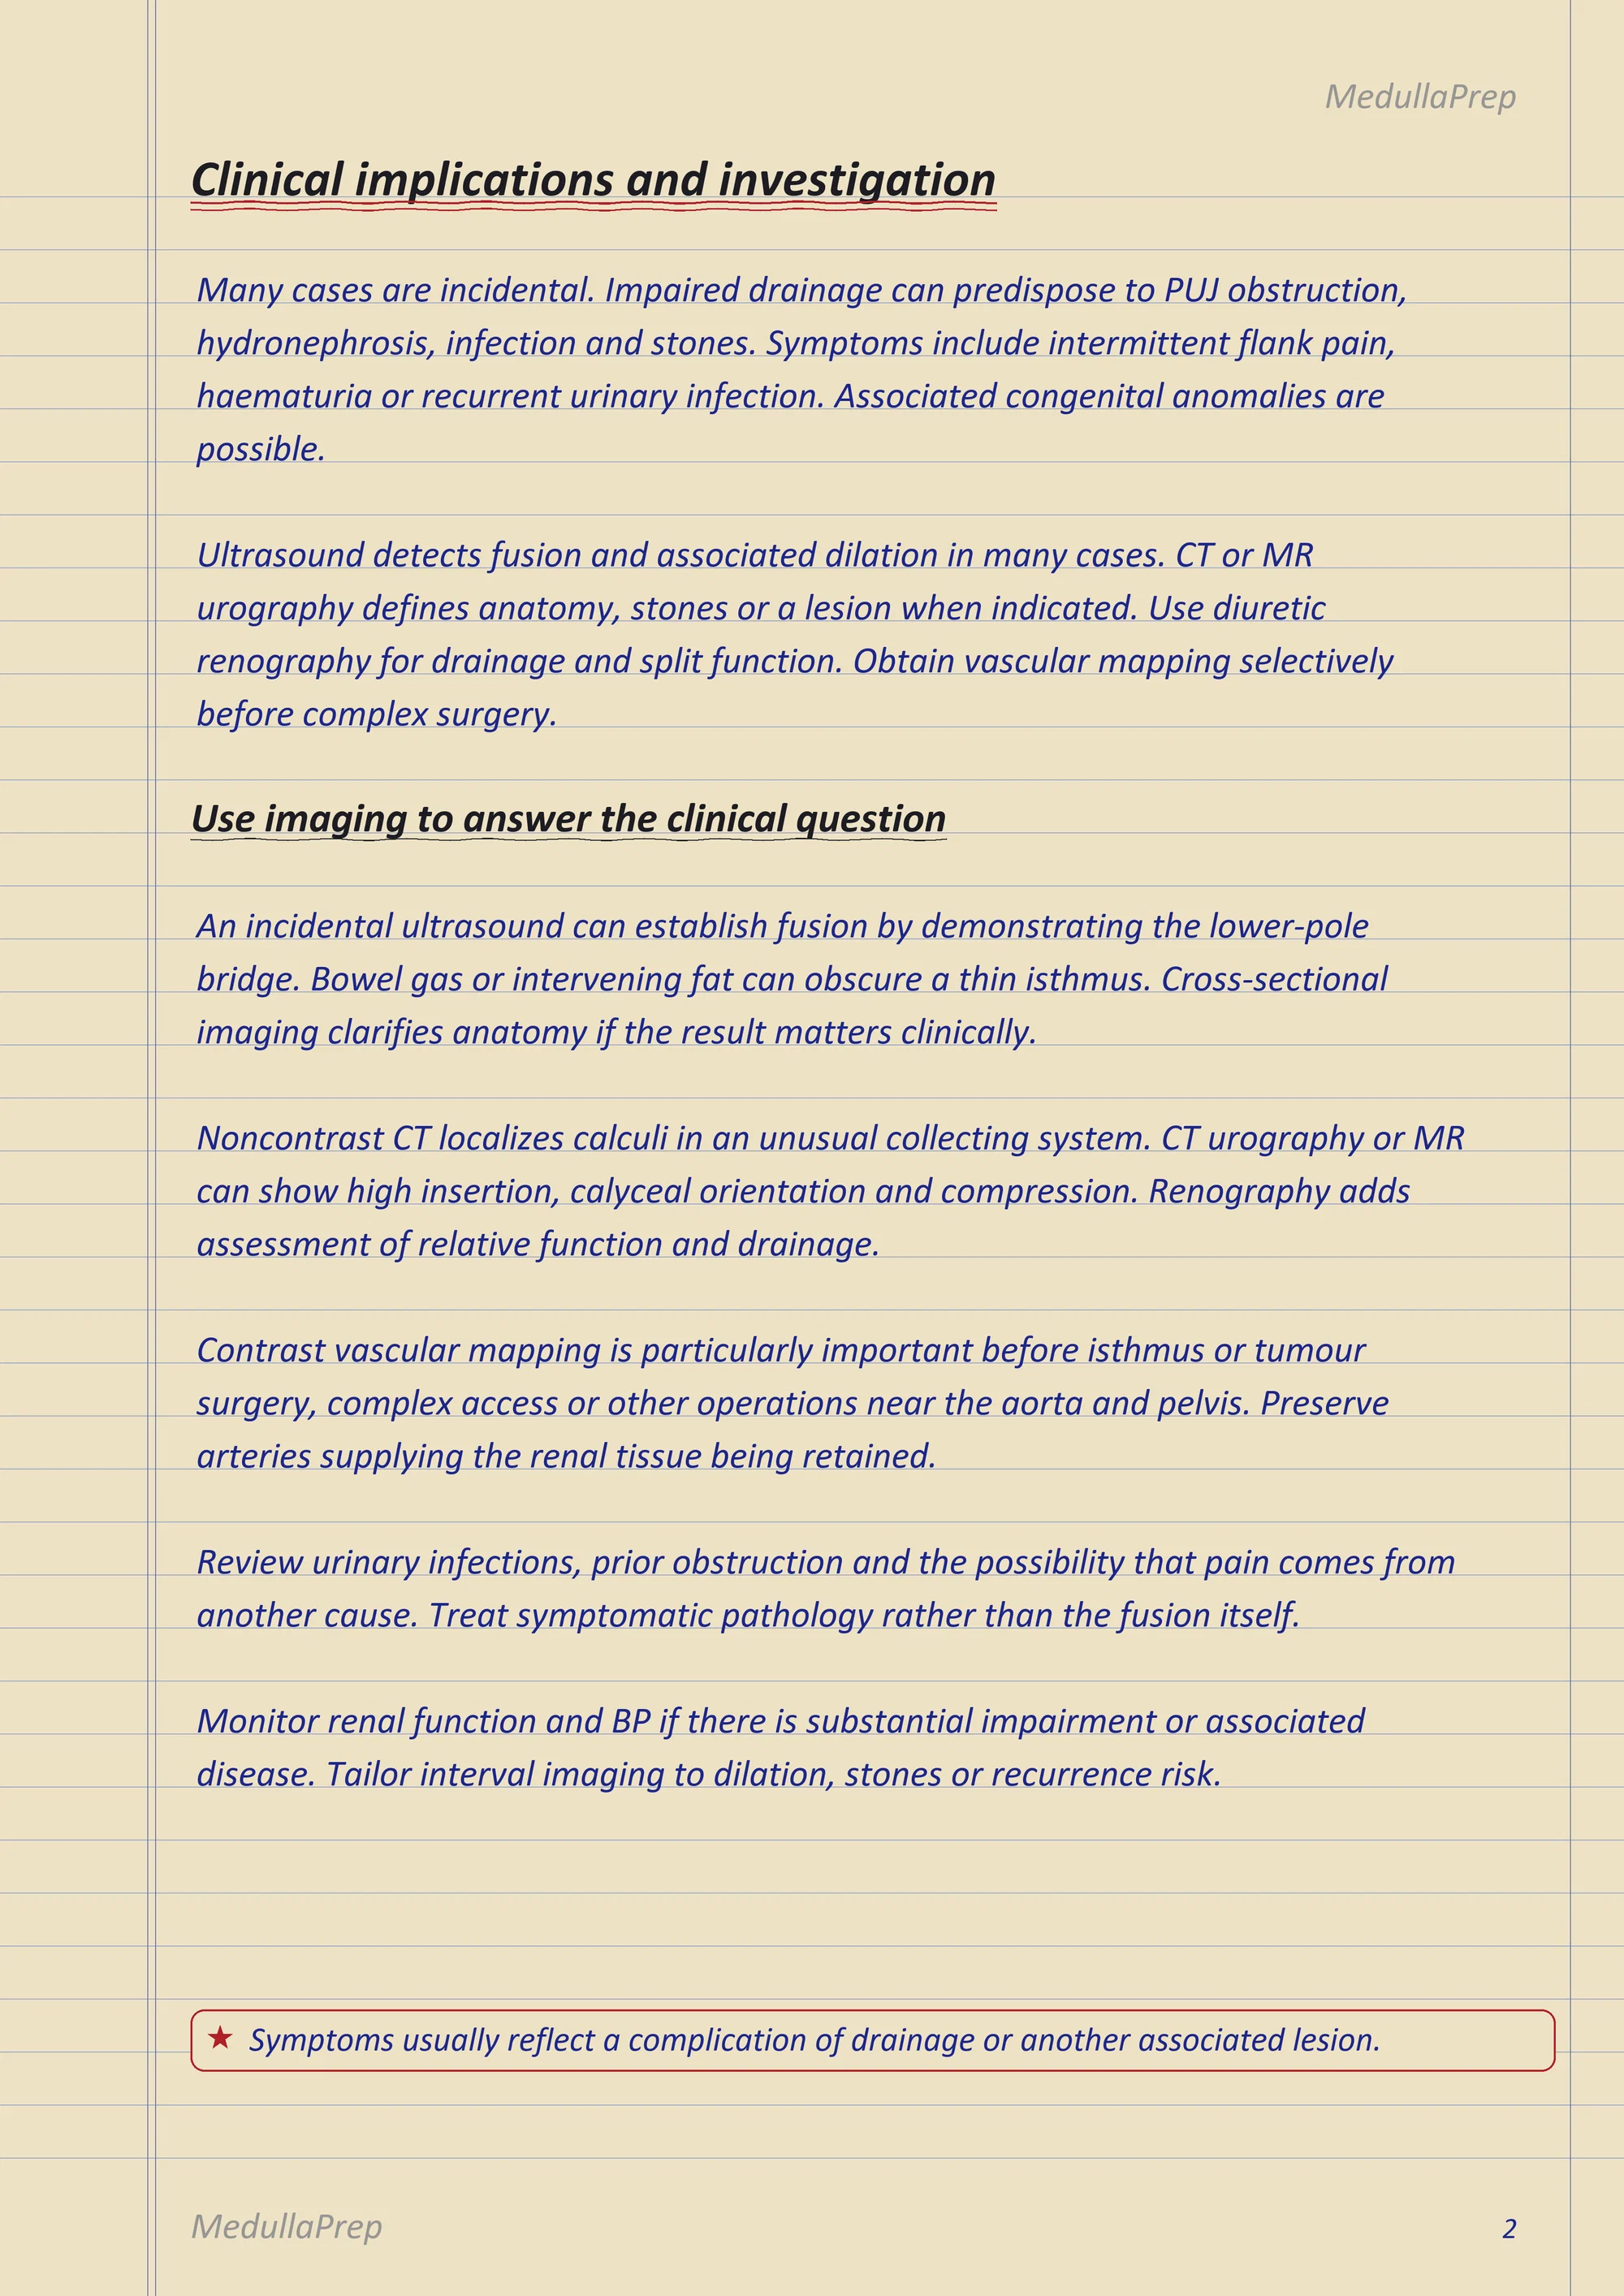 MedullaPrep
Clinical implications and investigation
Many cases are incidental. Impaired drainage can predispose to PUJ obstruction,
hydronephrosis, infection and stones. Symptoms include intermittent flank pain,
haematuria or recurrent urinary infection. Associated congenital anomalies are
possible.
Ultrasound detects fusion and associated dilation in many cases. CT or MR
urography defines anatomy, stones or a lesion when indicated. Use diuretic
renography for drainage and split function. Obtain vascular mapping selectively
before complex surgery.
Use imaging to answer the clinical question
An incidental ultrasound can establish fusion by demonstrating the lower-pole
bridge. Bowel gas or intervening fat can obscure a thin isthmus. Cross-sectional
imaging clarifies anatomy if the result matters clinically.
Noncontrast CT localizes calculi in an unusual collecting system. CT urography or MR
can show high insertion, calyceal orientation and compression. Renography adds
assessment of relative function and drainage.
Contrast vascular mapping is particularly important before isthmus or tumour
surgery, complex access or other operations near the aorta and pelvis. Preserve
arteries supplying the renal tissue being retained.
Review urinary infections, prior obstruction and the possibility that pain comes from
another cause. Treat symptomatic pathology rather than the fusion itself.
Monitor renal function and BP if there is substantial impairment or associated
disease. Tailor interval imaging to dilation, stones or recurrence risk.
★ Symptoms usually reflect a complication of drainage or another associated lesion.
MedullaPrep
2